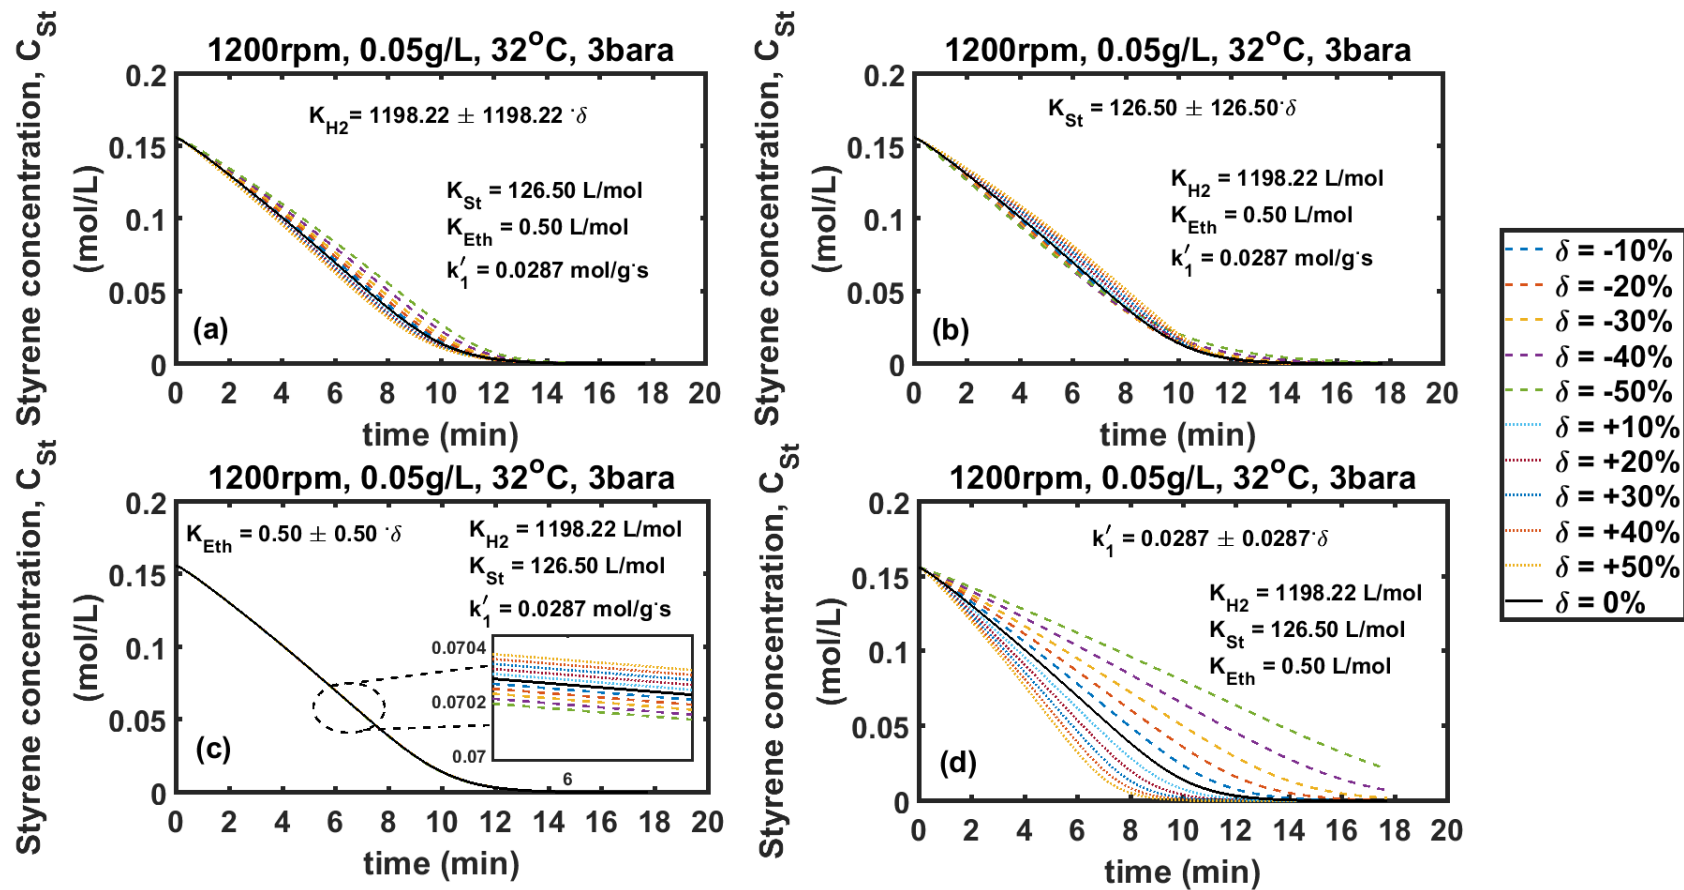 1200rpm, 0.05g/L, 32°C, 3bara
Styrene concentration, C_St
(mol/L)
0.2
0.15
0.1
0.05
0
K_H2= 1198.22 ± 1198.22 ·δ
K_St = 126.50 L/mol
K_Eth = 0.50 L/mol
k′_1 = 0.0287 mol/g·s
(a)
0 2 4 6 8 10 12 14 16 18 20
time (min)
1200rpm, 0.05g/L, 32°C, 3bara
Styrene concentration, C_St
(mol/L)
0.2
0.15
0.1
0.05
0
K_St = 126.50 ± 126.50·δ
K_H2 = 1198.22 L/mol
K_Eth = 0.50 L/mol
k′_1 = 0.0287 mol/g·s
(b)
0 2 4 6 8 10 12 14 16 18 20
time (min)
1200rpm, 0.05g/L, 32°C, 3bara
Styrene concentration, C_St
(mol/L)
0.2
0.15
0.1
0.05
0
K_Eth = 0.50 ± 0.50 ·δ
K_H2 = 1198.22 L/mol
K_St = 126.50 L/mol
k′_1 = 0.0287 mol/g·s
0.0704
0.0702
0.07
6
(c)
0 2 4 6 8 10 12 14 16 18 20
time (min)
1200rpm, 0.05g/L, 32°C, 3bara
Styrene concentration, C_St
(mol/L)
0.2
0.15
0.1
0.05
0
k′_1 = 0.0287 ± 0.0287·δ
K_H2 = 1198.22 L/mol
K_St = 126.50 L/mol
K_Eth = 0.50 L/mol
(d)
0 2 4 6 8 10 12 14 16 18 20
time (min)
δ = -10%
δ = -20%
δ = -30%
δ = -40%
δ = -50%
δ = +10%
δ = +20%
δ = +30%
δ = +40%
δ = +50%
δ = 0%